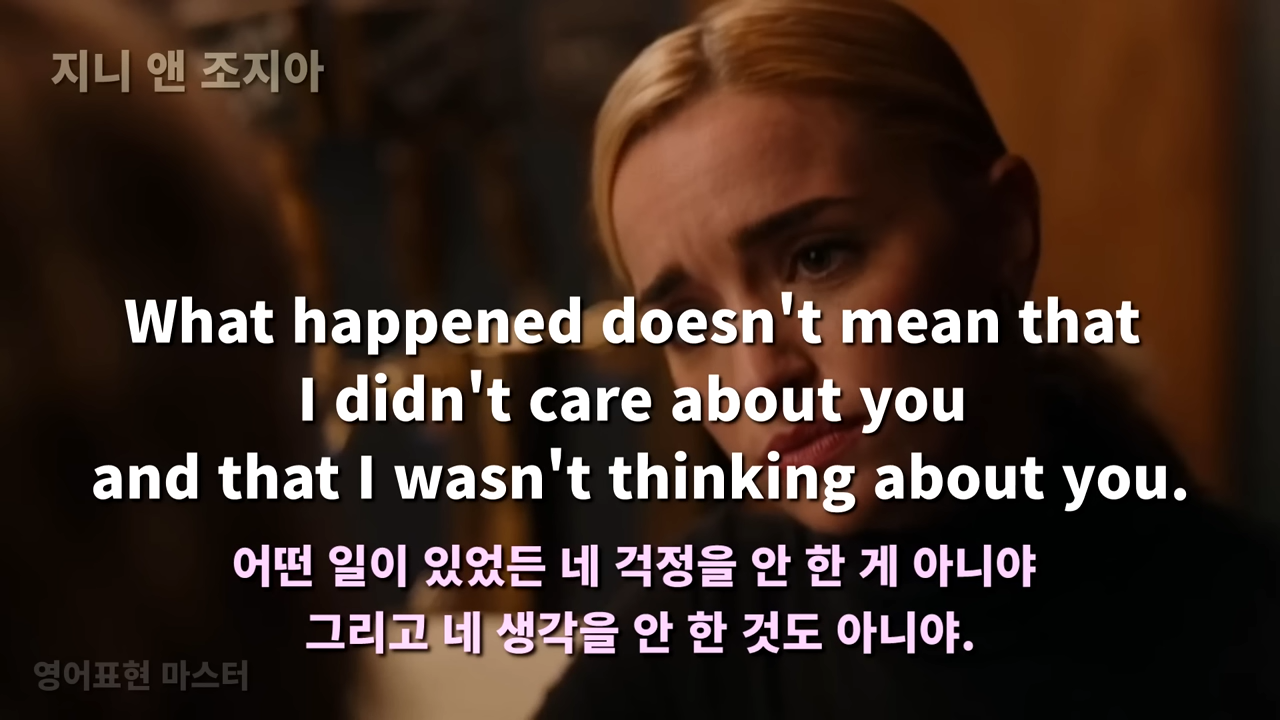 지니 앤 조지아
What happened doesn't mean that
I didn't care about you
and that I wasn't thinking about you.
어떤 일이 있었든 네 걱정을 안 한 게 아니야
그리고 네 생각을 안 한 것도 아니야.
영어표현 마스터